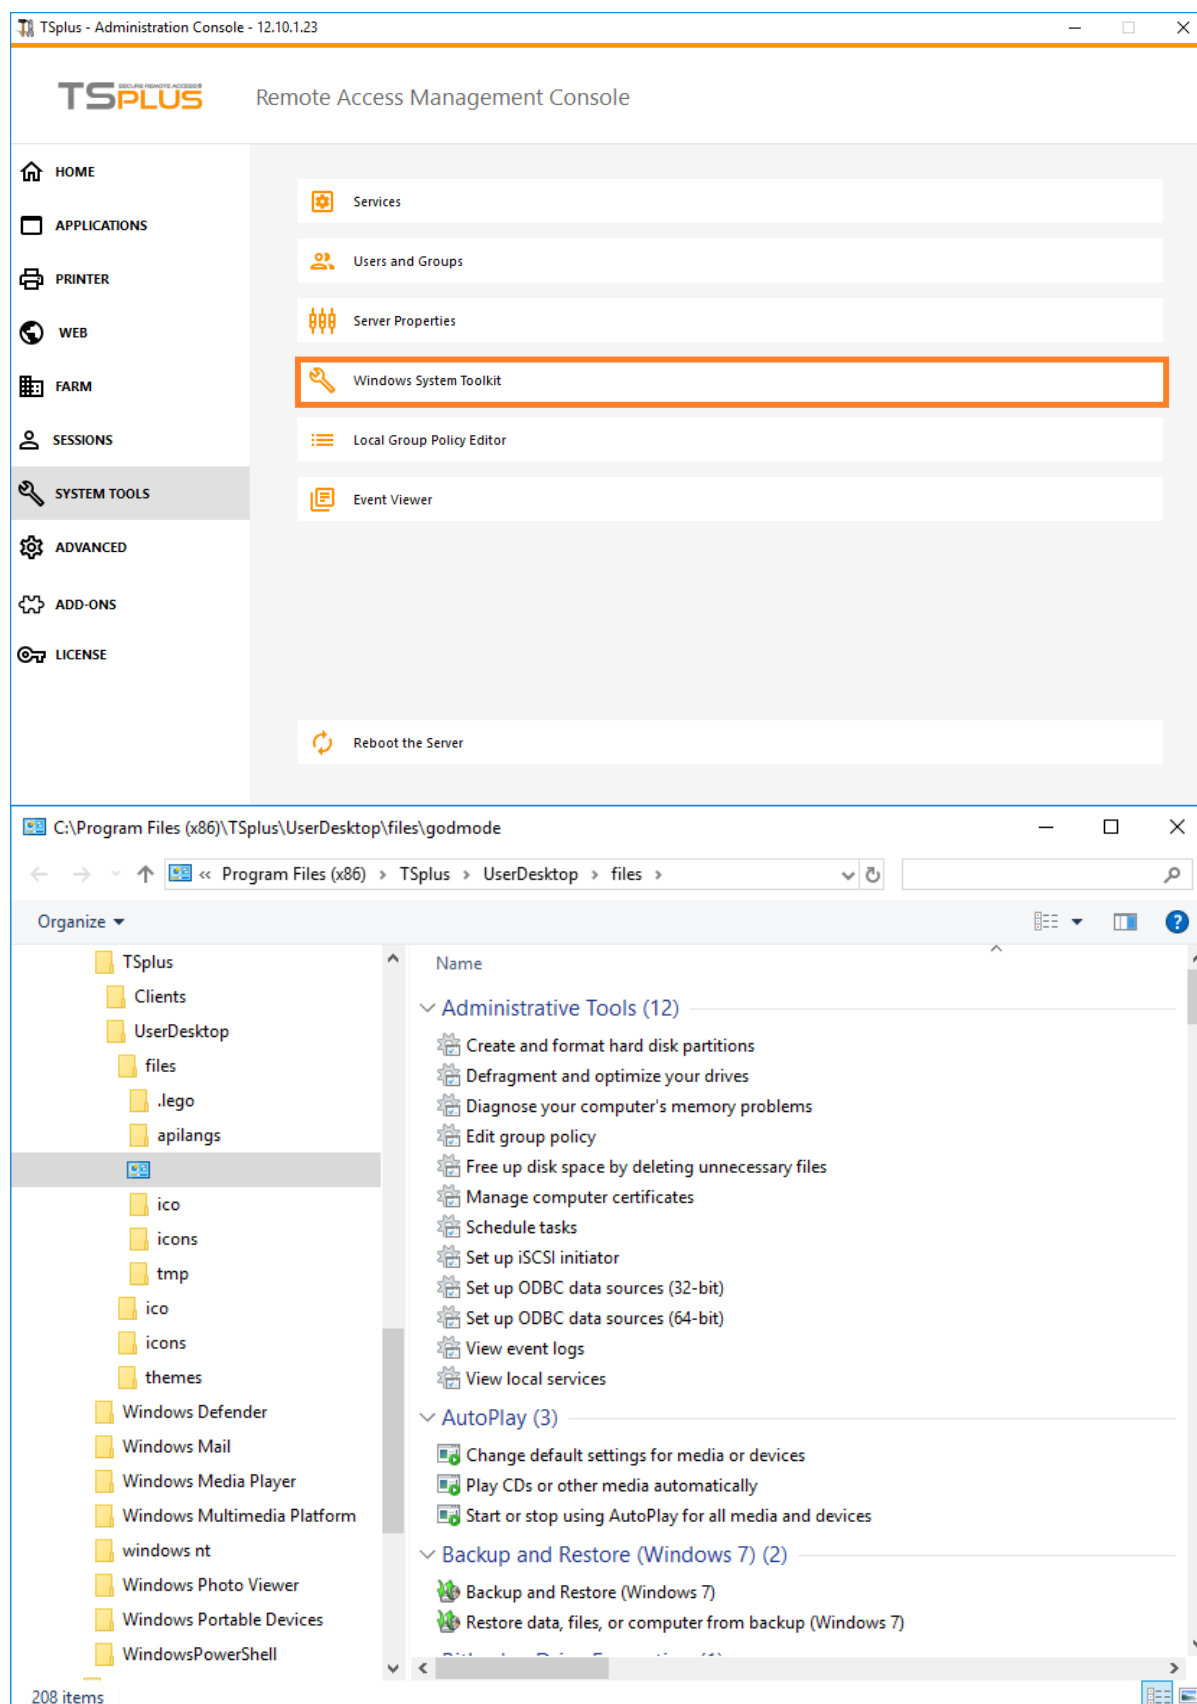 TSplus - Administration Console - 12.10.1.23
TSPLUS
SECURE REMOTE ACCESS
Remote Access Management Console
HOME
APPLICATIONS
PRINTER
WEB
FARM
SESSIONS
SYSTEM TOOLS
ADVANCED
ADD-ONS
LICENSE
Services
Users and Groups
Server Properties
Windows System Toolkit
Local Group Policy Editor
Event Viewer
Reboot the Server
C:\Program Files (x86)\TSplus\UserDesktop\files\godmode
« Program Files (x86) > TSplus > UserDesktop > files >
Organize
TSplus
Clients
UserDesktop
files
.lego
apilangs
ico
icons
tmp
ico
icons
themes
Windows Defender
Windows Mail
Windows Media Player
Windows Multimedia Platform
windows nt
Windows Photo Viewer
Windows Portable Devices
WindowsPowerShell
Name
Administrative Tools (12)
Create and format hard disk partitions
Defragment and optimize your drives
Diagnose your computer's memory problems
Edit group policy
Free up disk space by deleting unnecessary files
Manage computer certificates
Schedule tasks
Set up iSCSI initiator
Set up ODBC data sources (32-bit)
Set up ODBC data sources (64-bit)
View event logs
View local services
AutoPlay (3)
Change default settings for media or devices
Play CDs or other media automatically
Start or stop using AutoPlay for all media and devices
Backup and Restore (Windows 7) (2)
Backup and Restore (Windows 7)
Restore data, files, or computer from backup (Windows 7)
208 items